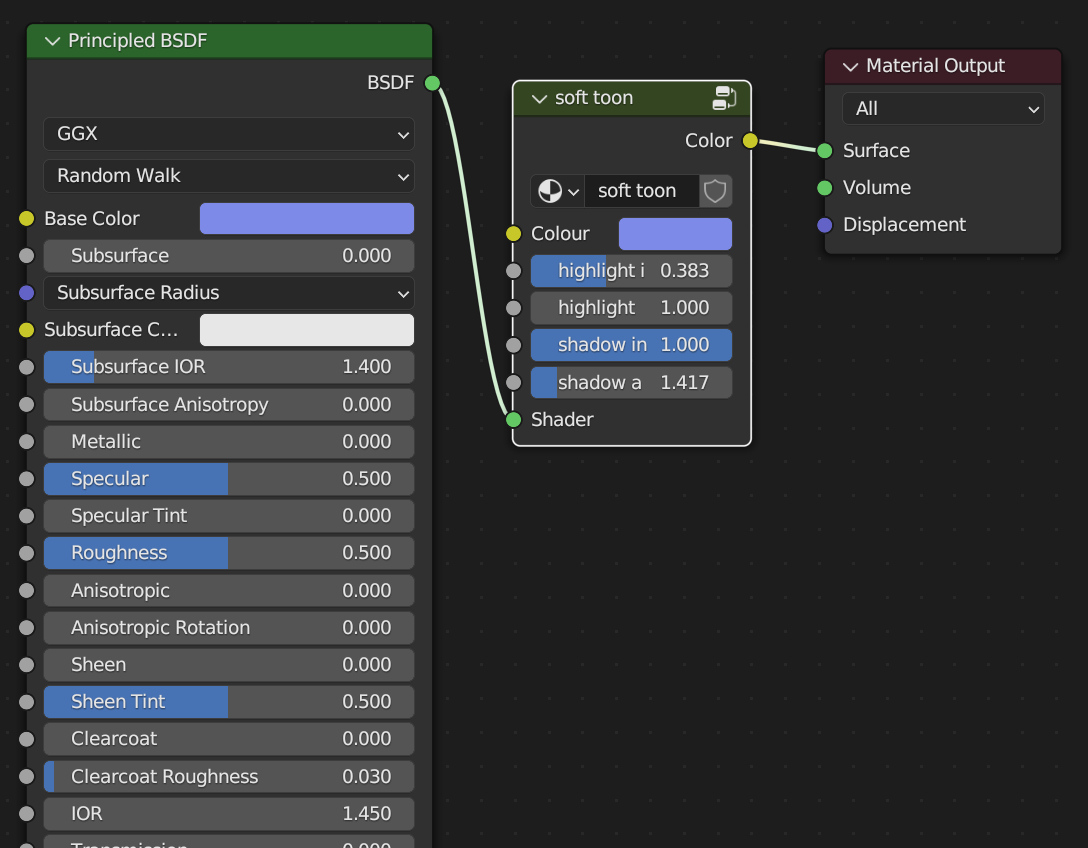 Principled BSDF
BSDF
GGX
Random Walk
Base Color
Subsurface 0.000
Subsurface Radius
Subsurface C...
Subsurface IOR 1.400
Subsurface Anisotropy 0.000
Metallic 0.000
Specular 0.500
Specular Tint 0.000
Roughness 0.500
Anisotropic 0.000
Anisotropic Rotation 0.000
Sheen 0.000
Sheen Tint 0.500
Clearcoat 0.000
Clearcoat Roughness 0.030
IOR 1.450
Transmission 0.000
soft toon
Color
soft toon
Colour
highlight i 0.383
highlight 1.000
shadow in 1.000
shadow a 1.417
Shader
Material Output
All
Surface
Volume
Displacement